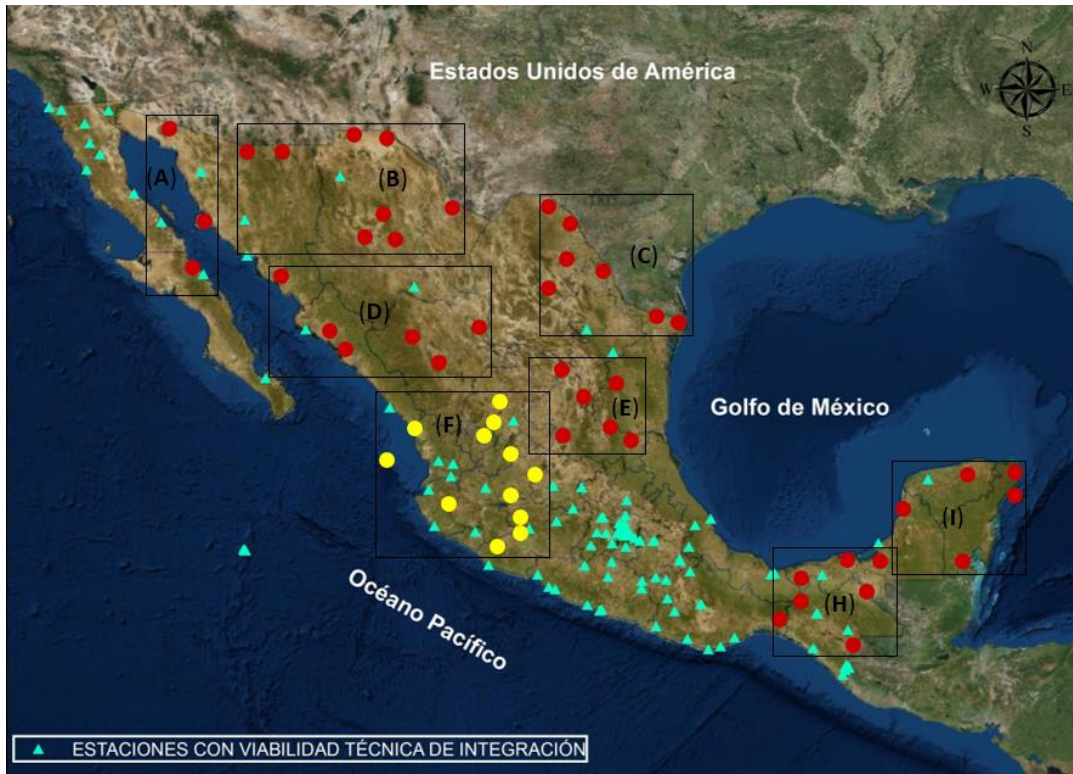 Estados Unidos de América
N
W E
S
(A)
(B)
(C)
(D)
(E)
(F)
Golfo de México
(I)
(H)
Océano Pacífico
ESTACIONES CON VIABILIDAD TÉCNICA DE INTEGRACIÓN